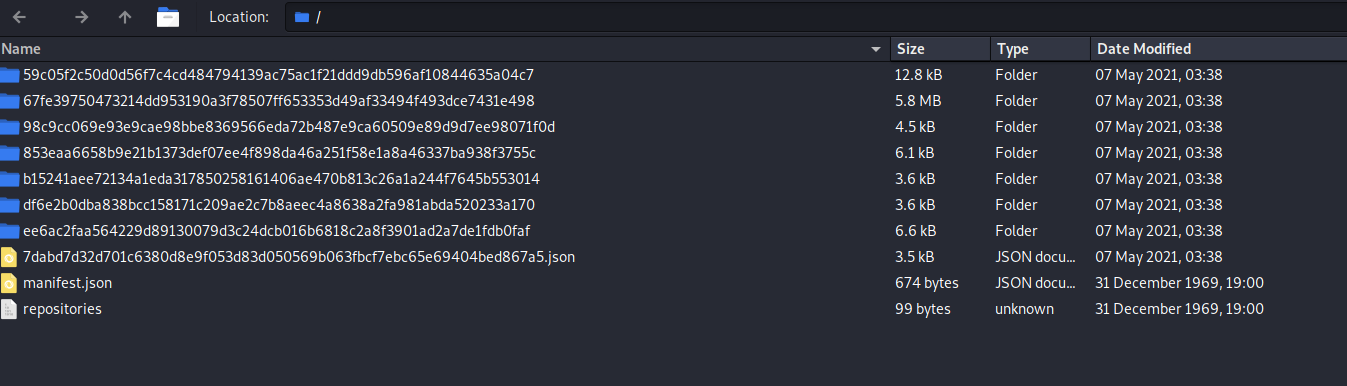 Location: /
Name Size Type Date Modified
59c05f2c50d0d56f7c4cd484794139ac75ac1f21ddd9db596af10844635a04c7 12.8 kB Folder 07 May 2021, 03:38
67fe39750473214dd953190a3f78507ff653353d49af33494f493dce7431e498 5.8 MB Folder 07 May 2021, 03:38
98c9cc069e93e9cae98bbe8369566eda72b487e9ca60509e89d9d7ee98071f0d 4.5 kB Folder 07 May 2021, 03:38
853eaa6658b9e21b1373def07ee4f898da46a251f58e1a8a46337ba938f3755c 6.1 kB Folder 07 May 2021, 03:38
b15241aee72134a1eda317850258161406ae470b813c26a1a244f7645b553014 3.6 kB Folder 07 May 2021, 03:38
df6e2b0dba838bcc158171c209ae2c7b8aeec4a8638a2fa981abda520233a170 3.6 kB Folder 07 May 2021, 03:38
ee6ac2faa564229d89130079d3c24dcb016b6818c2a8f3901ad2a7de1fdb0faf 6.6 kB Folder 07 May 2021, 03:38
7dabd7d32d701c6380d8e9f053d83d050569b063fbcf7ebc65e69404bed867a5.json 3.5 kB JSON docu... 07 May 2021, 03:38
manifest.json 674 bytes JSON docu... 31 December 1969, 19:00
repositories 99 bytes unknown 31 December 1969, 19:00